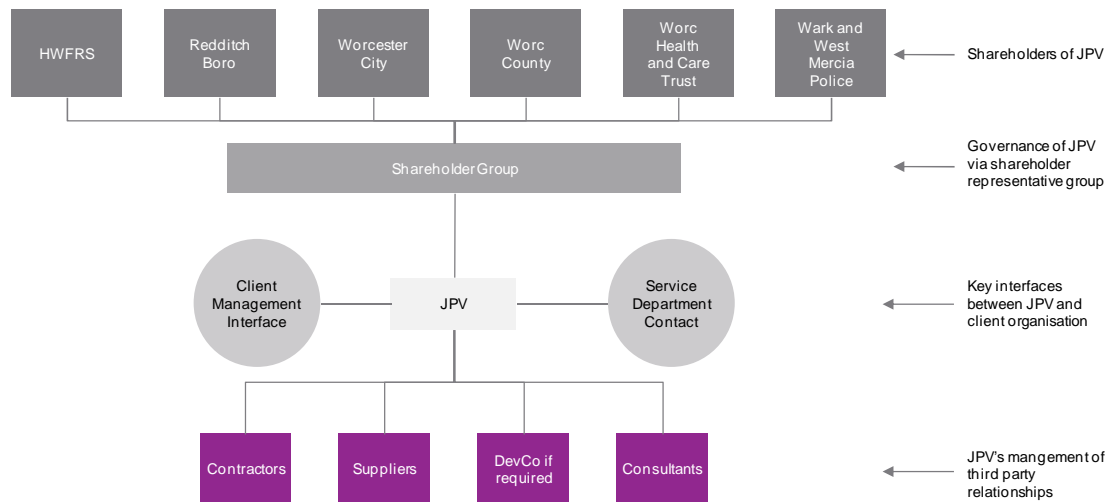 HWFRS
Redditch
Boro
Worcester
City
Worc
County
Worc
Health
and Care
Trust
Wark and
West
Mercia
Police
Shareholders of JPV
Shareholder Group
Governance of JPV
via shareholder
representative group
Client
Management
Interface
JPV
Service
Department
Contact
Key interfaces
between JPV and
client organisation
Contractors
Suppliers
DevCo if
required
Consultants
JPV's mangement of
third party
relationships